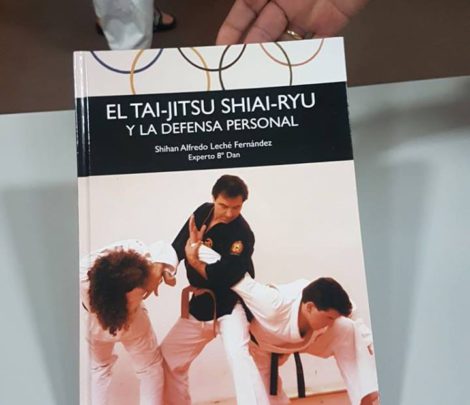 EL TAI-JITSU SHIAI-RYU
Y LA DEFENSA PERSONAL
Shihan Alfredo Leché Fernández
Experto 8º Dan